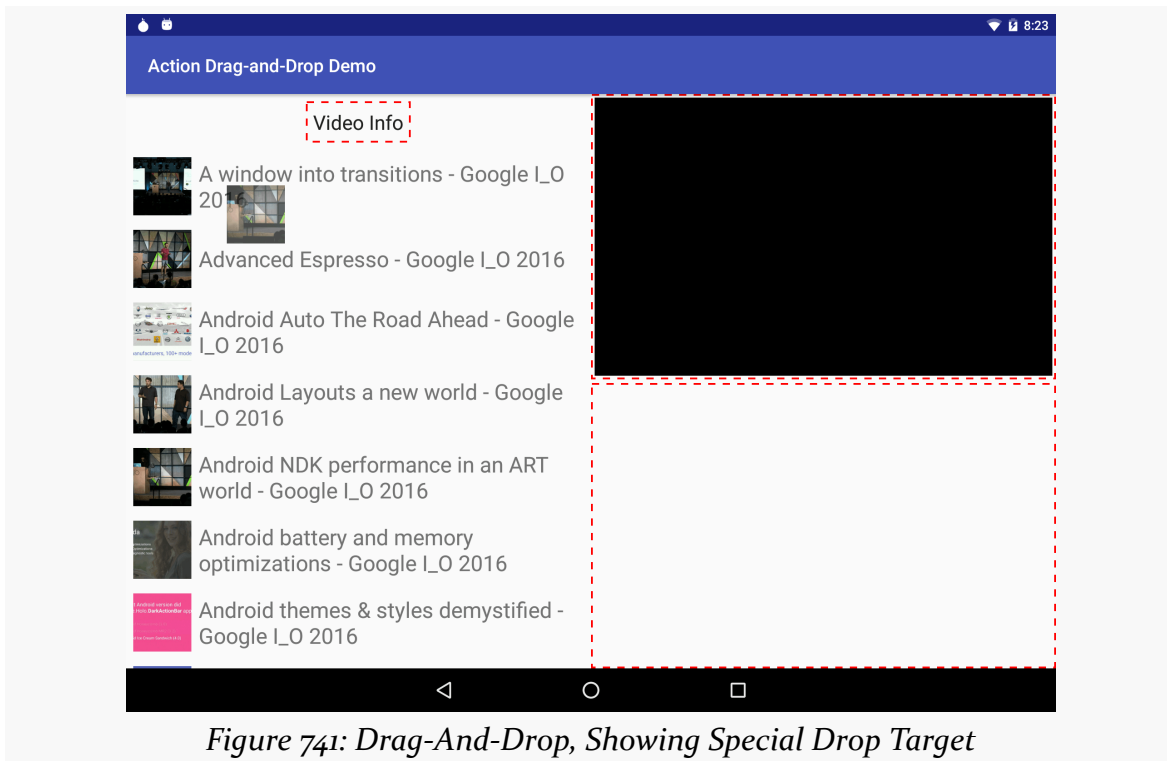 8:23
Action Drag-and-Drop Demo
Video Info
A window into transitions - Google I_O
2016
Advanced Espresso - Google I_O 2016
Android Auto The Road Ahead - Google
I_O 2016
manufacturers, 100+ mode
Android Layouts a new world - Google
I_O 2016
Android NDK performance in an ART
world - Google I_O 2016
Android battery and memory
optimizations - Google I_O 2016
Android themes & styles demystified -
Google I_O 2016
Figure 741: Drag-And-Drop, Showing Special Drop Target